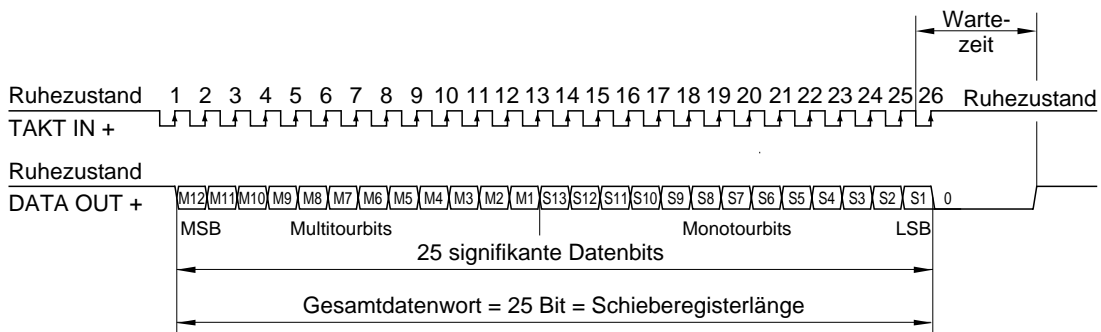 Warte-
zeit
Ruhezustand 1 2 3 4 5 6 7 8 9 10 11 12 13 14 15 16 17 18 19 20 21 22 23 24 25 26 Ruhezustand
TAKT IN +
Ruhezustand
DATA OUT + M12 M11 M10 M9 M8 M7 M6 M5 M4 M3 M2 M1 S13 S12 S11 S10 S9 S8 S7 S6 S5 S4 S3 S2 S1 0
MSB Multitourbits Monotourbits LSB
25 signifikante Datenbits
Gesamtdatenwort = 25 Bit = Schieberegisterlänge